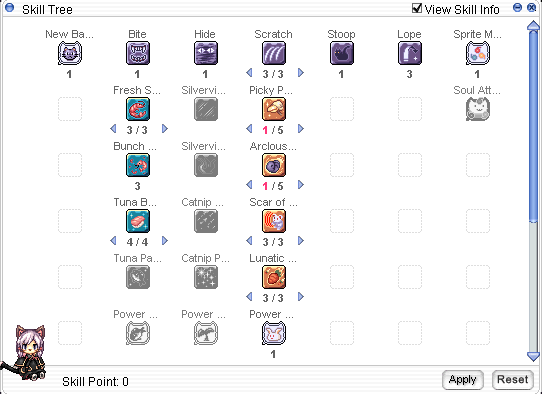 Skill Tree
View Skill Info
New Ba...
Bite
Hide
Scratch
Stoop
Lope
Sprite M...
1
1
1
3 / 3
1
3
1
Fresh S...
Silvervi...
Picky P...
Soul Att...
3 / 3
1 / 5
Bunch ...
Silvervi...
Arclous...
3
1 / 5
Tuna B...
Catnip ...
Scar of ...
4 / 4
3 / 3
Tuna Pa...
Catnip P...
Lunatic ...
3 / 3
Power ...
Power ...
Power ...
1
Skill Point: 0
Apply
Reset